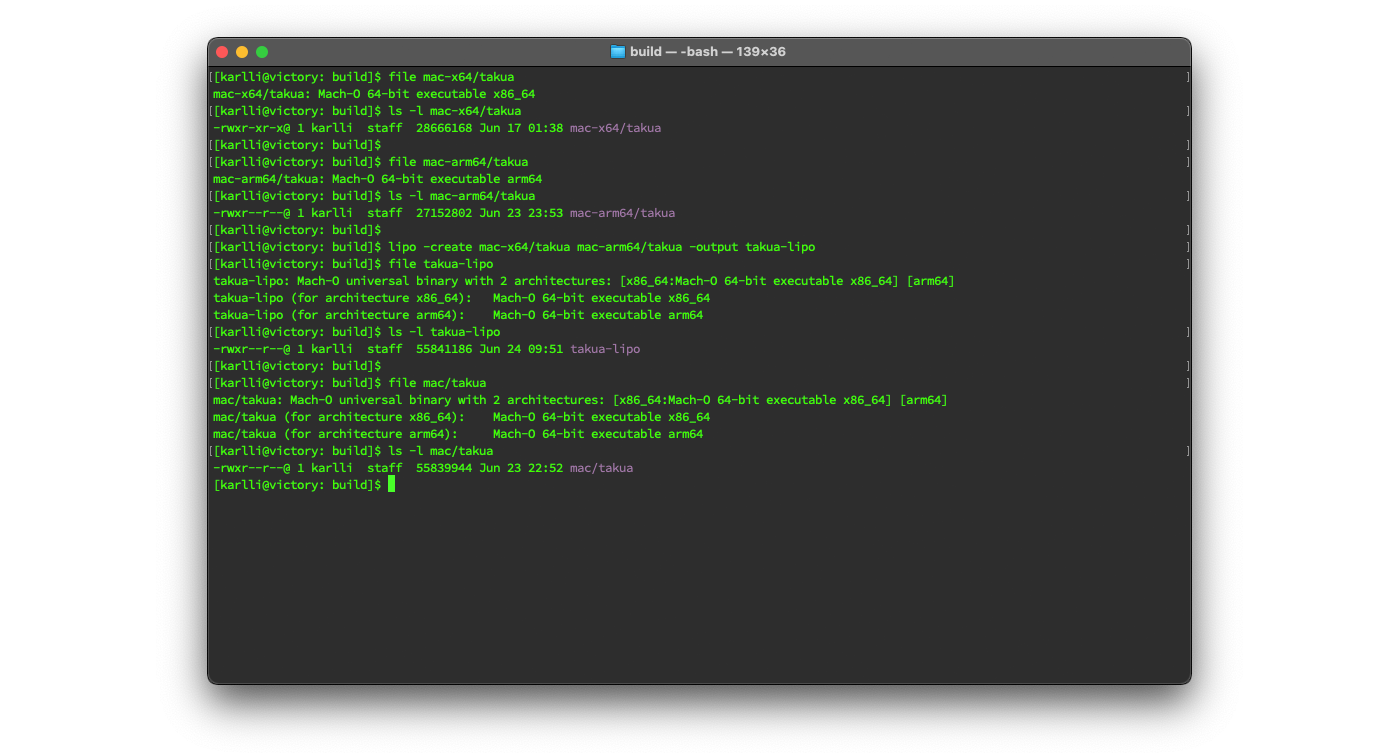 build — -bash — 139×36
[[karlli@victory: build]$ file mac-x64/takua ]
mac-x64/takua: Mach-O 64-bit executable x86_64
[[karlli@victory: build]$ ls -l mac-x64/takua ]
-rwxr-xr-x@ 1 karlli  staff  28666168 Jun 17 01:38 mac-x64/takua
[[karlli@victory: build]$ ]
[[karlli@victory: build]$ file mac-arm64/takua ]
mac-arm64/takua: Mach-O 64-bit executable arm64
[[karlli@victory: build]$ ls -l mac-arm64/takua ]
-rwxr--r--@ 1 karlli  staff  27152802 Jun 23 23:53 mac-arm64/takua
[[karlli@victory: build]$ ]
[[karlli@victory: build]$ lipo -create mac-x64/takua mac-arm64/takua -output takua-lipo ]
[[karlli@victory: build]$ file takua-lipo ]
takua-lipo: Mach-O universal binary with 2 architectures: [x86_64:Mach-O 64-bit executable x86_64] [arm64]
takua-lipo (for architecture x86_64):   Mach-O 64-bit executable x86_64
takua-lipo (for architecture arm64):    Mach-O 64-bit executable arm64
[[karlli@victory: build]$ ls -l takua-lipo ]
-rwxr--r--@ 1 karlli  staff  55841186 Jun 24 09:51 takua-lipo
[[karlli@victory: build]$ ]
[[karlli@victory: build]$ file mac/takua ]
mac/takua: Mach-O universal binary with 2 architectures: [x86_64:Mach-O 64-bit executable x86_64] [arm64]
mac/takua (for architecture x86_64):    Mach-O 64-bit executable x86_64
mac/takua (for architecture arm64):     Mach-O 64-bit executable arm64
[[karlli@victory: build]$ ls -l mac/takua ]
-rwxr--r--@ 1 karlli  staff  55839944 Jun 23 22:52 mac/takua
[karlli@victory: build]$